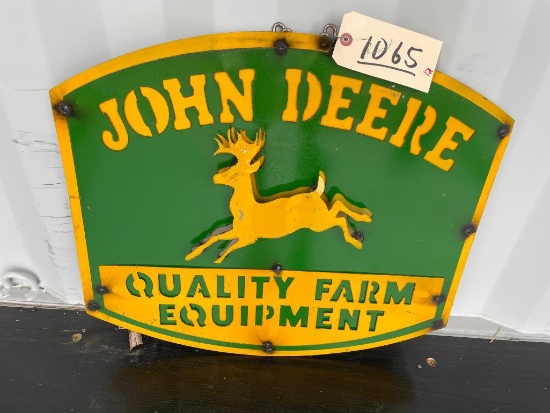 1065
JOHN DEERE
QUALITY FARM
EQUIPMENT